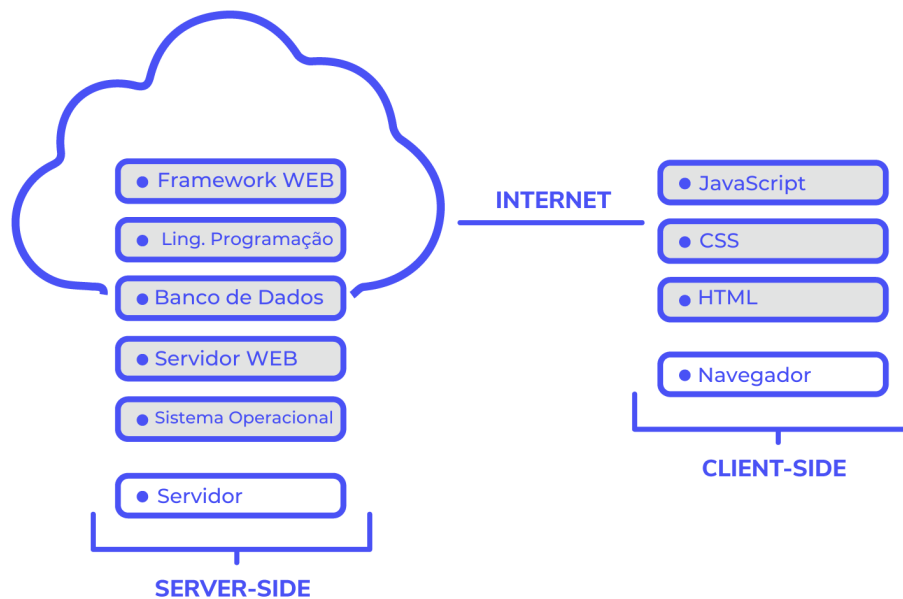 Framework WEB
Ling. Programação
Banco de Dados
Servidor WEB
Sistema Operacional
Servidor
SERVER-SIDE
INTERNET
JavaScript
CSS
HTML
Navegador
CLIENT-SIDE